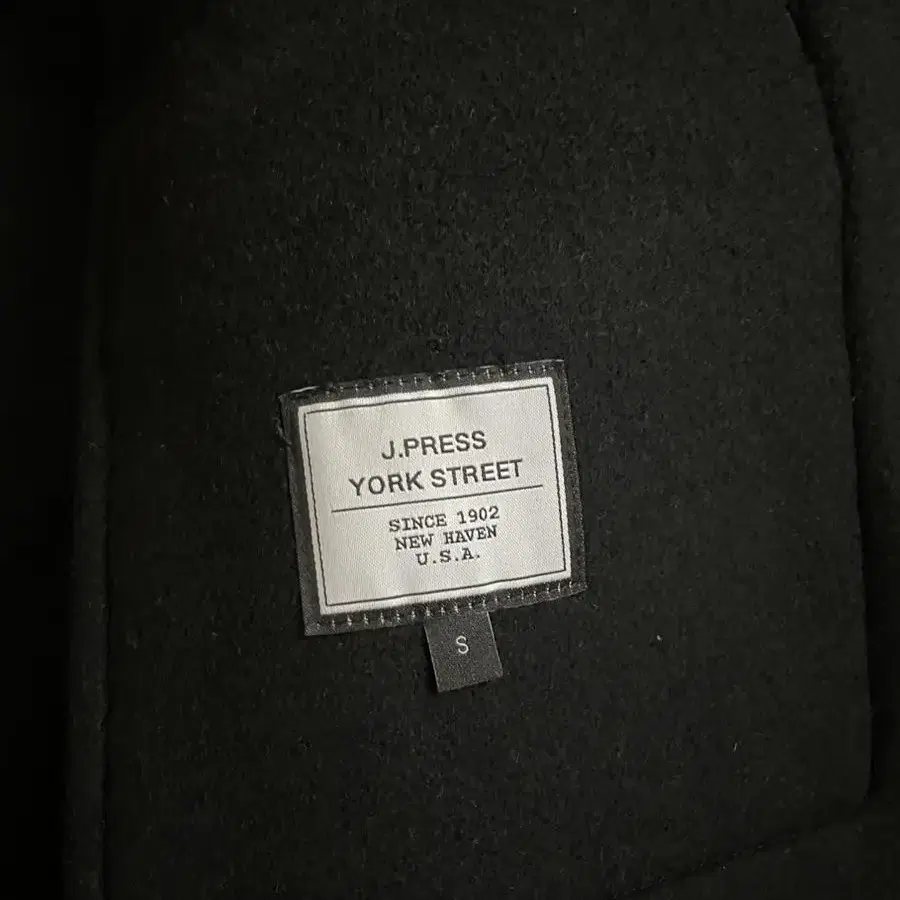 J.PRESS
YORK STREET
SINCE 1902
NEW HAVEN
U.S.A.
S